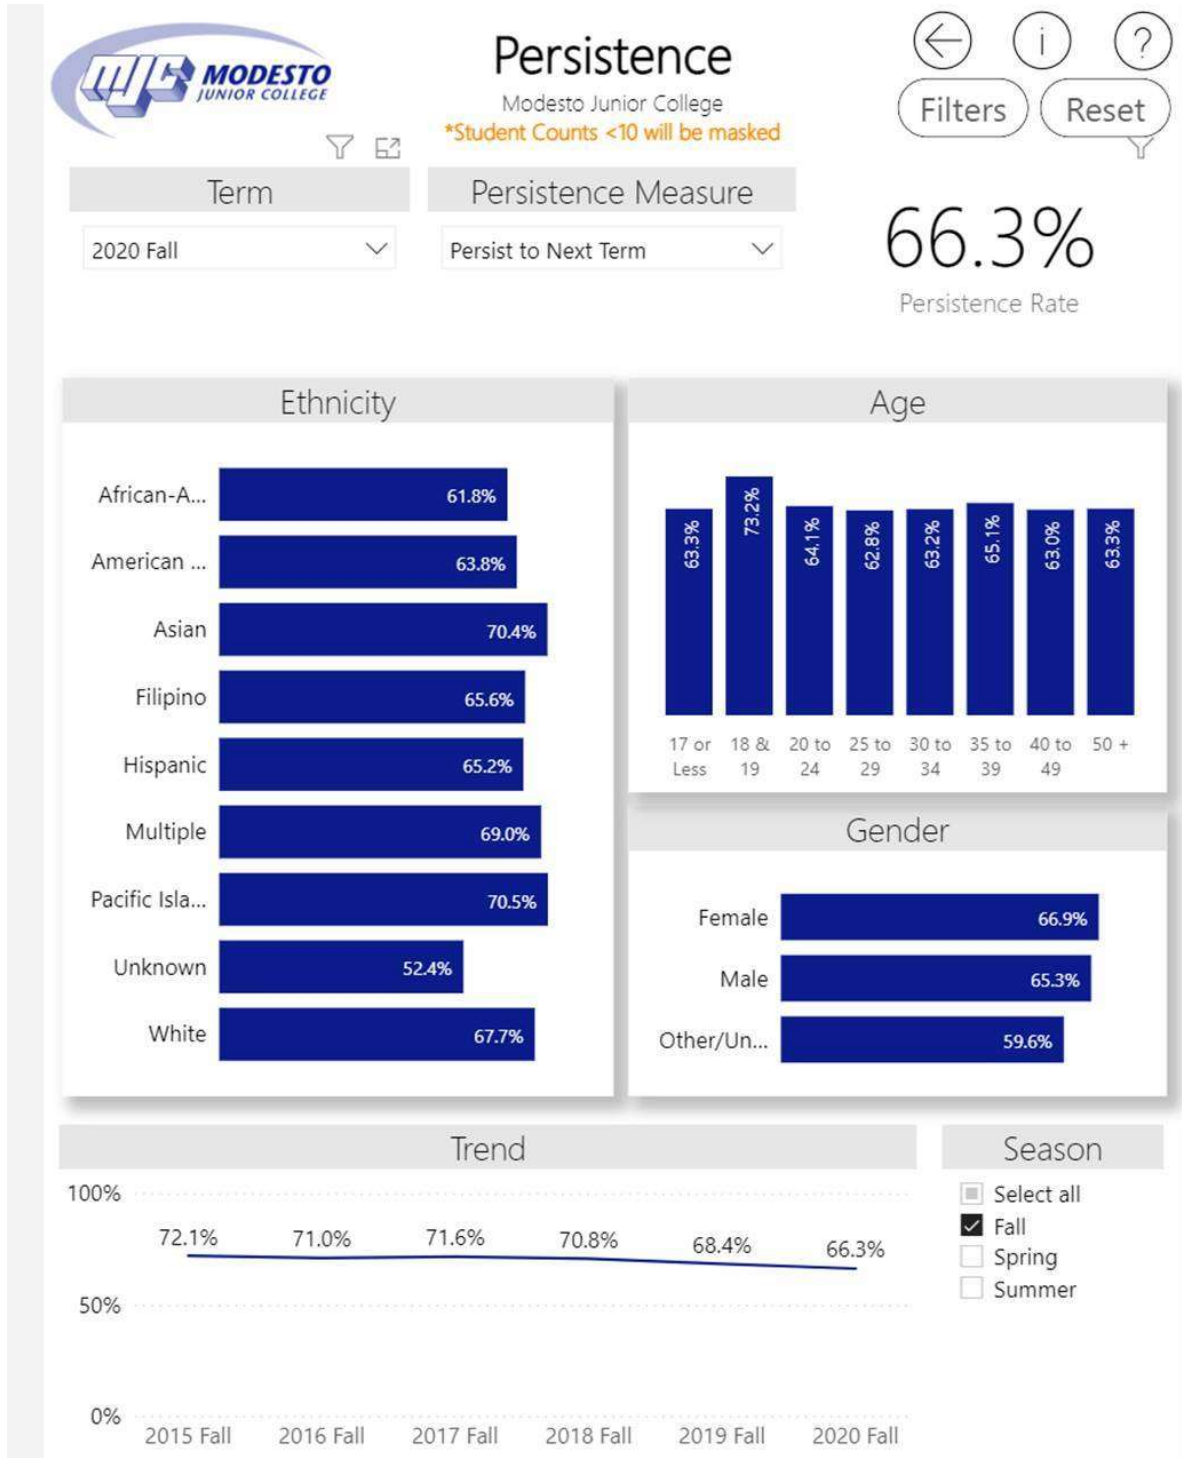 MJC MODESTO
JUNIOR COLLEGE
Persistence
Modesto Junior College
*Student Counts <10 will be masked
i
?
Filters
Reset
Term
2020 Fall
Persistence Measure
Persist to Next Term
66.3%
Persistence Rate
Ethnicity
African-A... 61.8%
American ... 63.8%
Asian 70.4%
Filipino 65.6%
Hispanic 65.2%
Multiple 69.0%
Pacific Isla... 70.5%
Unknown 52.4%
White 67.7%
Age
63.3% 73.2% 64.1% 62.8% 63.2% 65.1% 63.0% 63.3%
17 or 18 & 20 to 25 to 30 to 35 to 40 to 50 +
Less 19 24 29 34 39 49
Gender
Female 66.9%
Male 65.3%
Other/Un... 59.6%
Trend
100%
72.1% 71.0% 71.6% 70.8% 68.4% 66.3%
50%
0%
2015 Fall 2016 Fall 2017 Fall 2018 Fall 2019 Fall 2020 Fall
Season
Select all
Fall
Spring
Summer